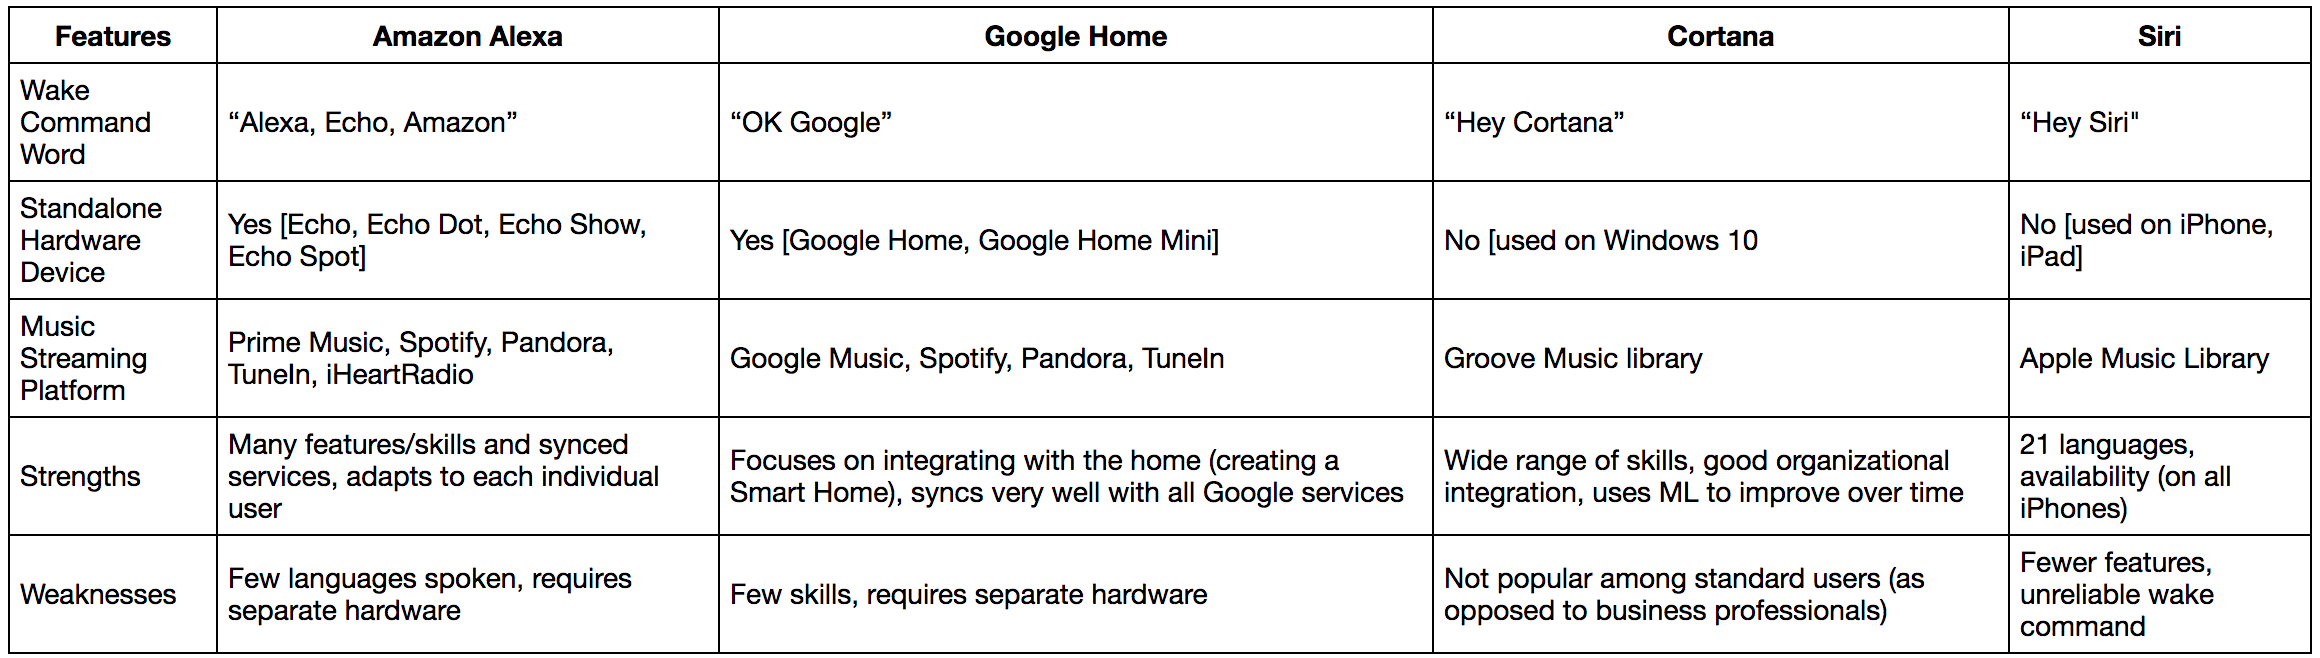 Features Amazon Alexa Google Home Cortana Siri
Wake
Command
Word
“Alexa, Echo, Amazon”
“OK Google”
“Hey Cortana”
“Hey Siri"
Standalone
Hardware
Device
Yes [Echo, Echo Dot, Echo Show,
Echo Spot]
Yes [Google Home, Google Home Mini]
No [used on Windows 10
No [used on iPhone,
iPad]
Music
Streaming
Platform
Prime Music, Spotify, Pandora,
TuneIn, iHeartRadio
Google Music, Spotify, Pandora, TuneIn
Groove Music library
Apple Music Library
Strengths
Many features/skills and synced
services, adapts to each individual
user
Focuses on integrating with the home (creating a
Smart Home), syncs very well with all Google services
Wide range of skills, good organizational
integration, uses ML to improve over time
21 languages,
availability (on all
iPhones)
Weaknesses
Few languages spoken, requires
separate hardware
Few skills, requires separate hardware
Not popular among standard users (as
opposed to business professionals)
Fewer features,
unreliable wake
command